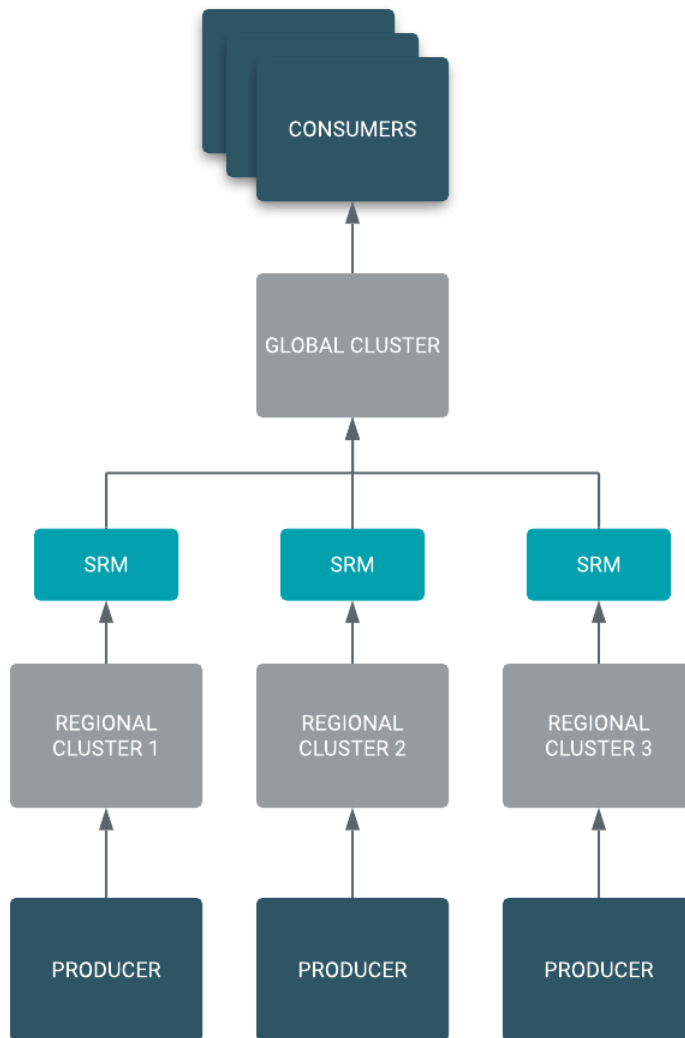 CONSUMERS
GLOBAL CLUSTER
SRM
SRM
SRM
REGIONAL
CLUSTER 1
REGIONAL
CLUSTER 2
REGIONAL
CLUSTER 3
PRODUCER
PRODUCER
PRODUCER